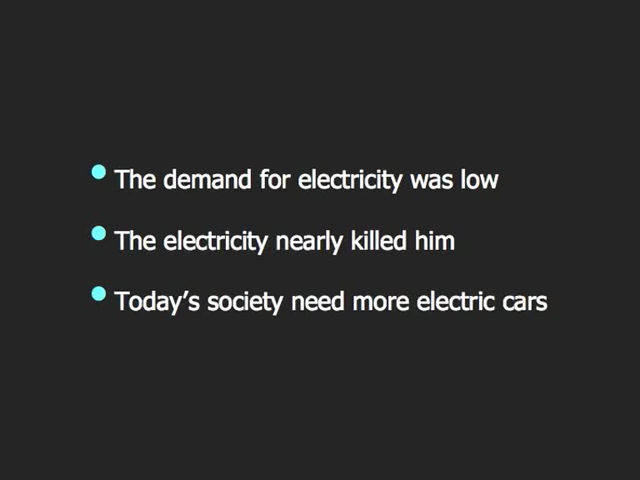 • The demand for electricity was low
• The electricity nearly killed him
• Today’s society need more electric cars